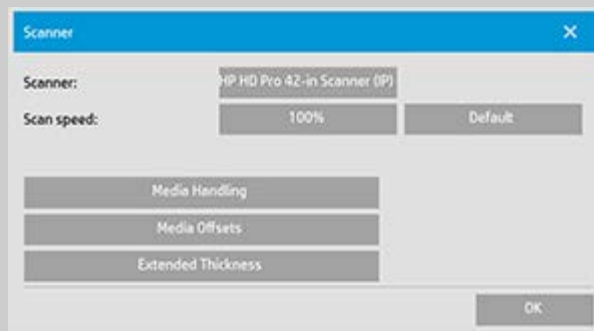 Scanner
Scanner: HP HD Pro 42-in Scanner (IP)
Scan speed: 100% Default
Media Handling
Media Offsets
Extended Thickness
OK